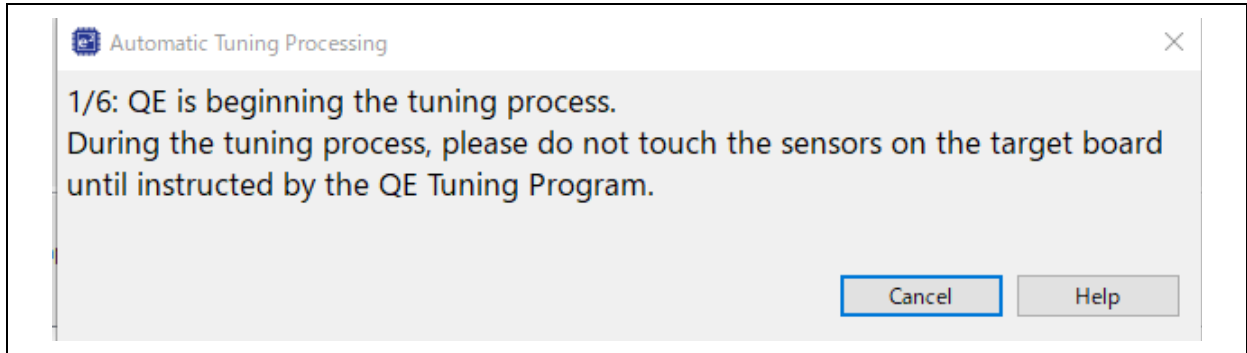 Automatic Tuning Processing
1/6: QE is beginning the tuning process.
During the tuning process, please do not touch the sensors on the target board
until instructed by the QE Tuning Program.
Cancel Help